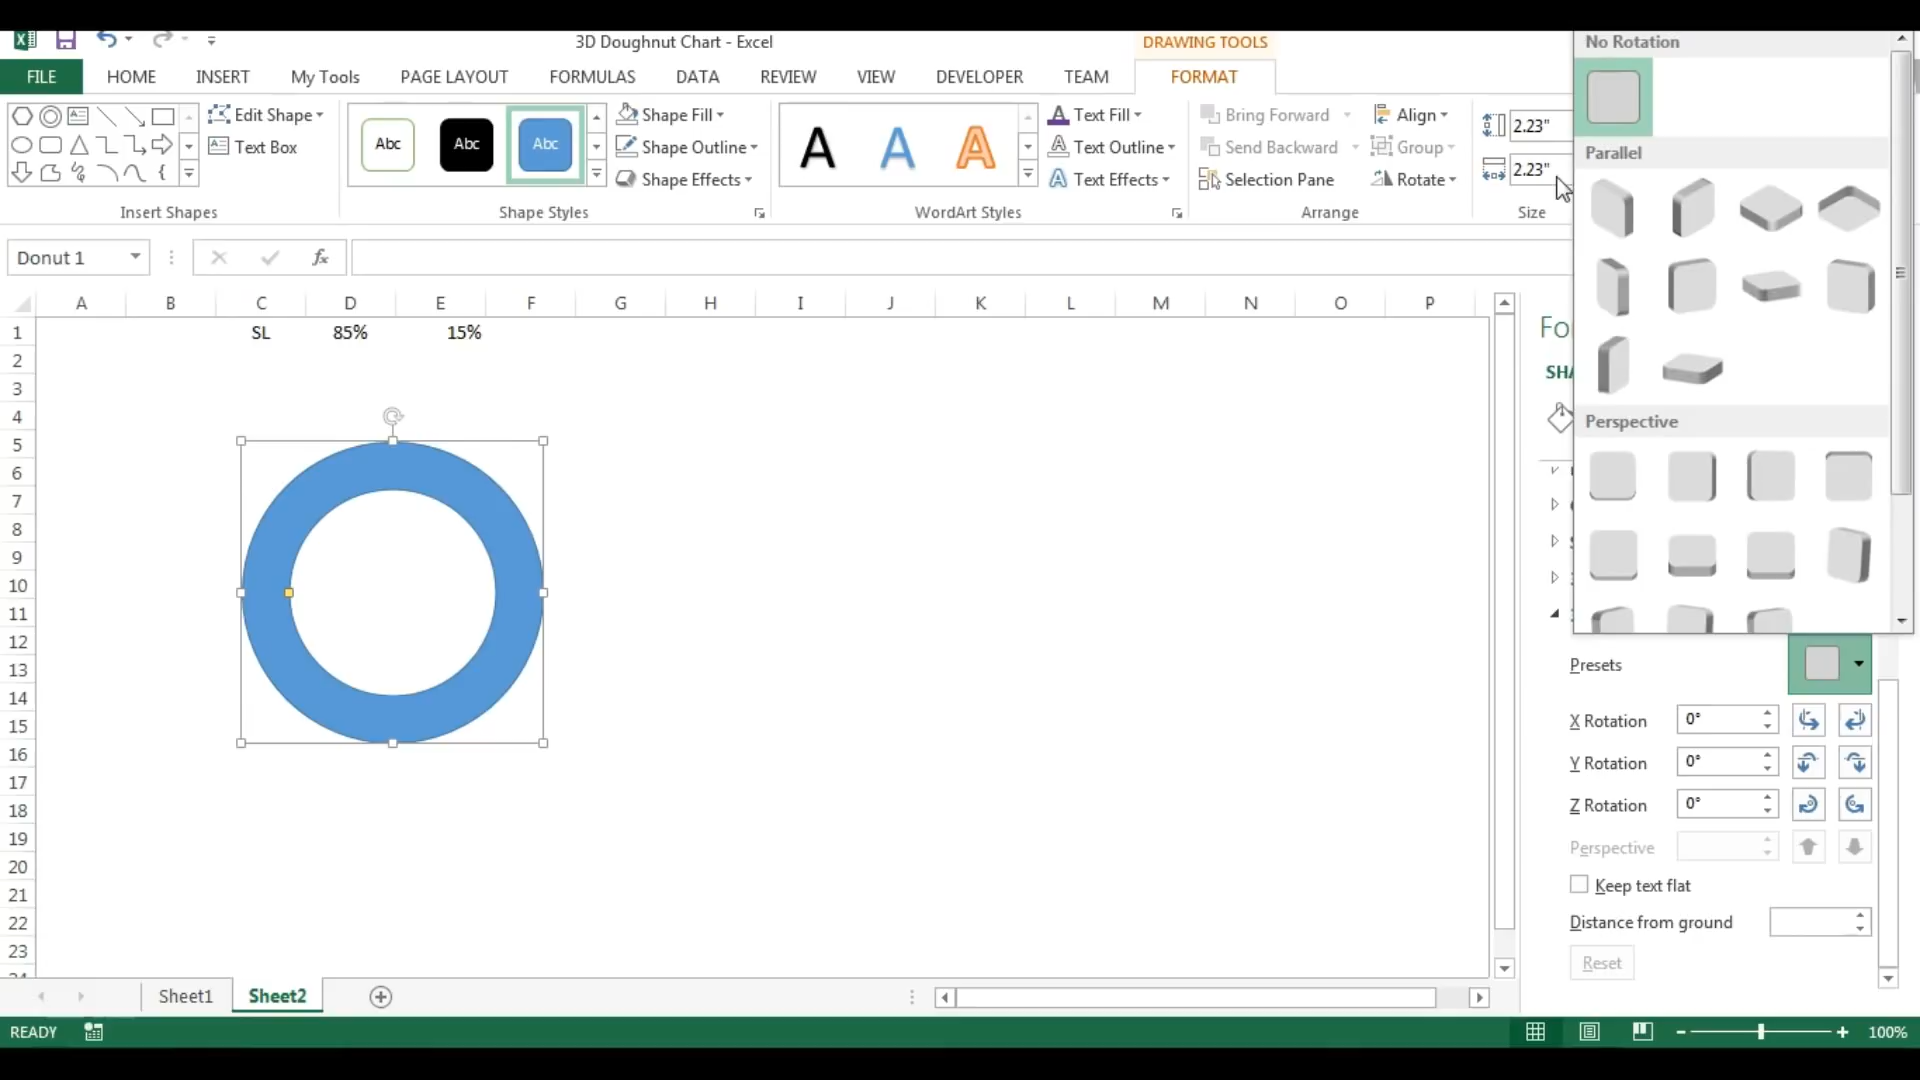 3D Doughnut Chart - Excel
DRAWING TOOLS
FILE HOME INSERT My Tools PAGE LAYOUT FORMULAS DATA REVIEW VIEW DEVELOPER TEAM FORMAT
Edit Shape
Text Box
Insert Shapes
Abc Abc Abc
Shape Fill
Shape Outline
Shape Effects
Shape Styles
A A A
Text Fill
Text Outline
Text Effects
WordArt Styles
Bring Forward
Send Backward
Selection Pane
Align
Group
Rotate
Arrange
2.23"
2.23"
Size
No Rotation
Parallel
Perspective
Donut 1
fx
A B C D E F G H I J K L M N O P
1 SL 85% 15%
2
3
4
5
6
7
8
9
10
11
12
13
14
15
16
17
18
19
20
21
22
23
24
Fo
SHA
Presets
X Rotation 0°
Y Rotation 0°
Z Rotation 0°
Perspective
Keep text flat
Distance from ground
Reset
Sheet1 Sheet2
READY
100%